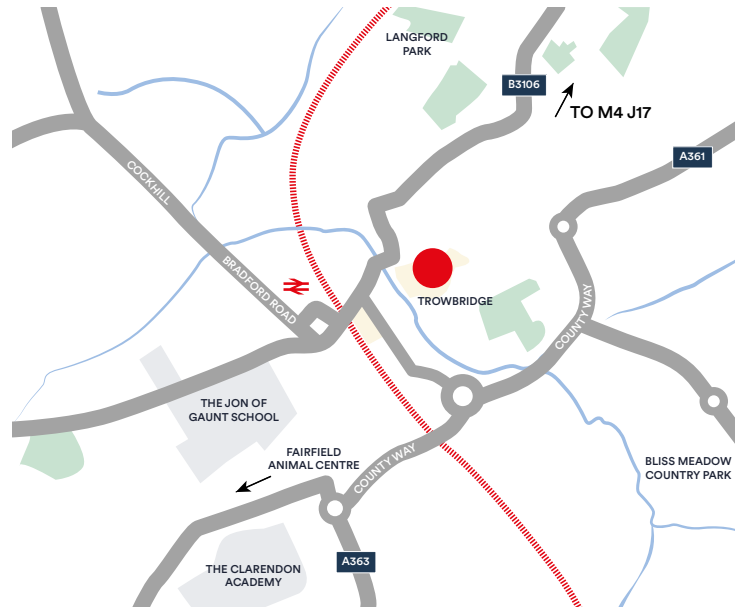 LANGFORD
PARK
B3106
TO M4 J17
A361
COCKHILL
BRADFORD ROAD
TROWBRIDGE
COUNTY WAY
THE JON OF
GAUNT SCHOOL
FAIRFIELD
ANIMAL CENTRE
COUNTY WAY
BLISS MEADOW
COUNTRY PARK
A363
THE CLARENDON
ACADEMY